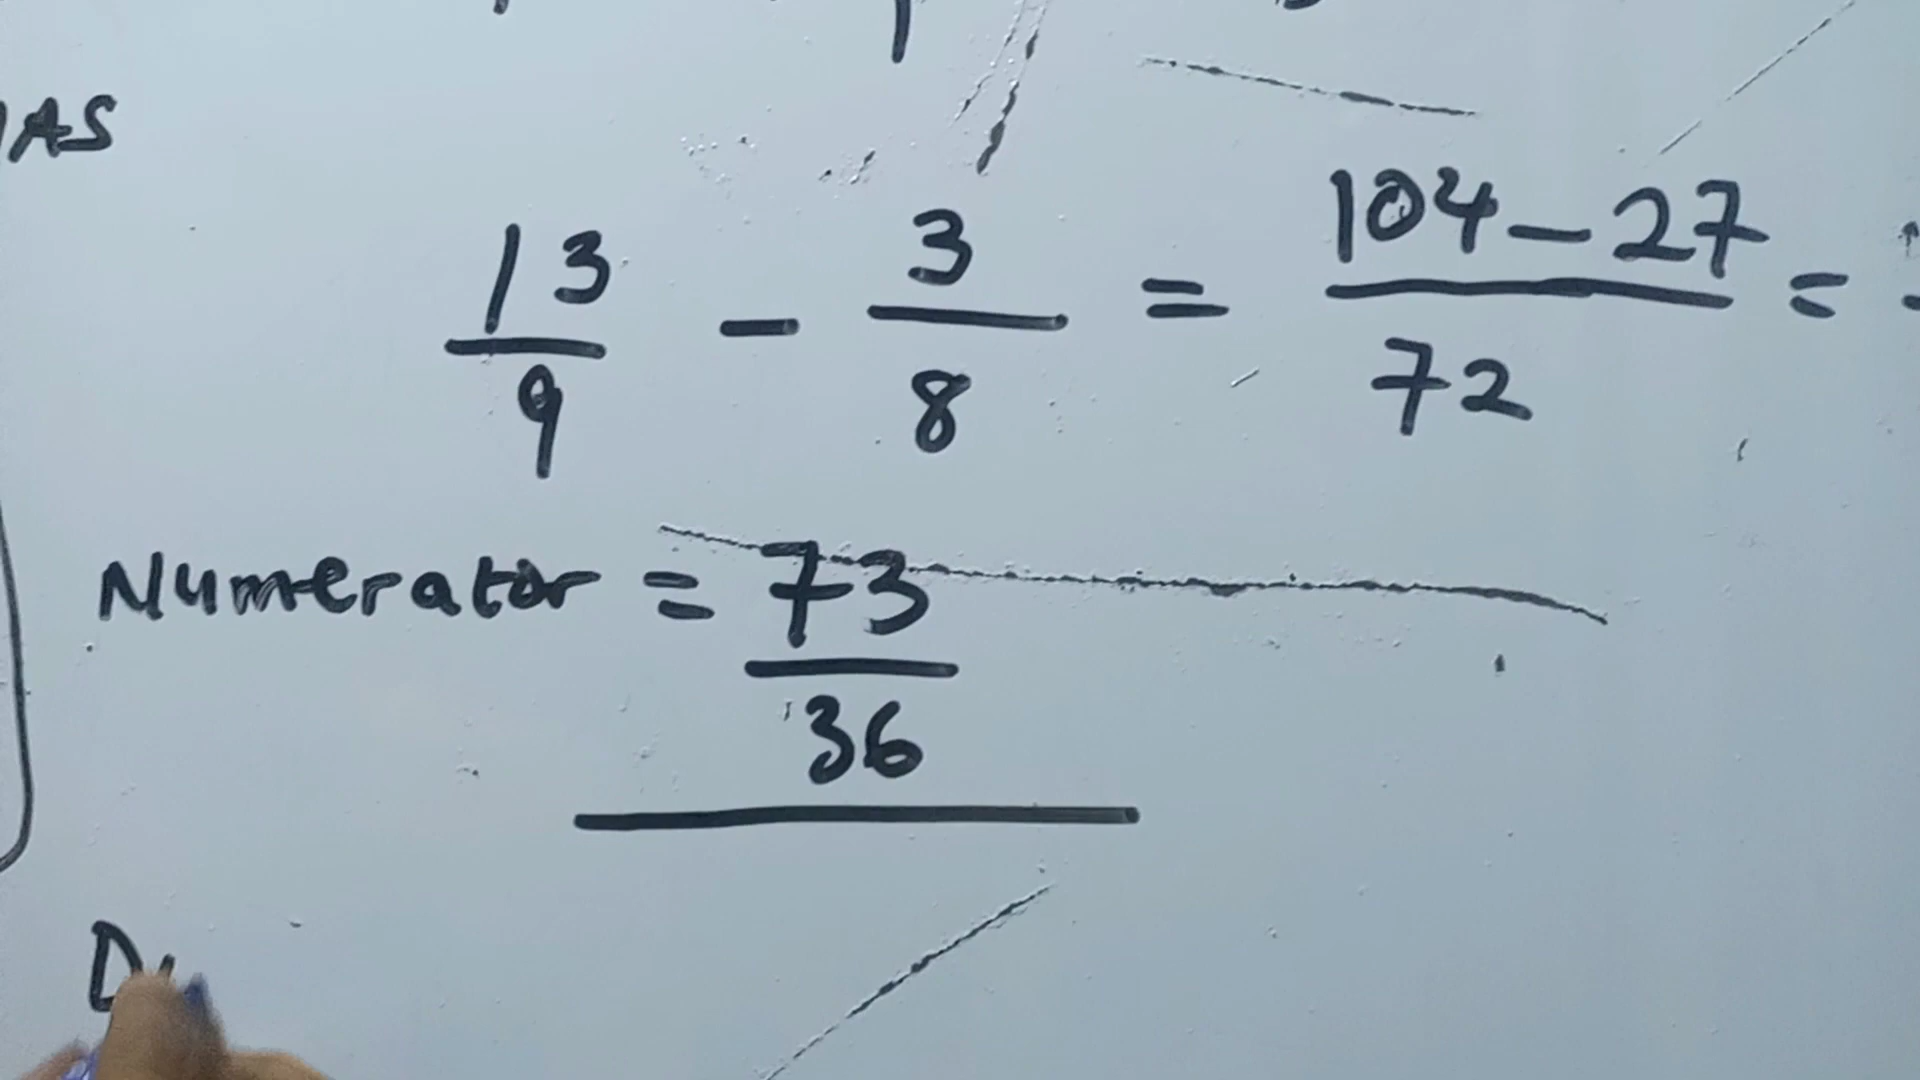 AS
13/9 - 3/8 = 104-27/72 =
Numerator = 73/36
D